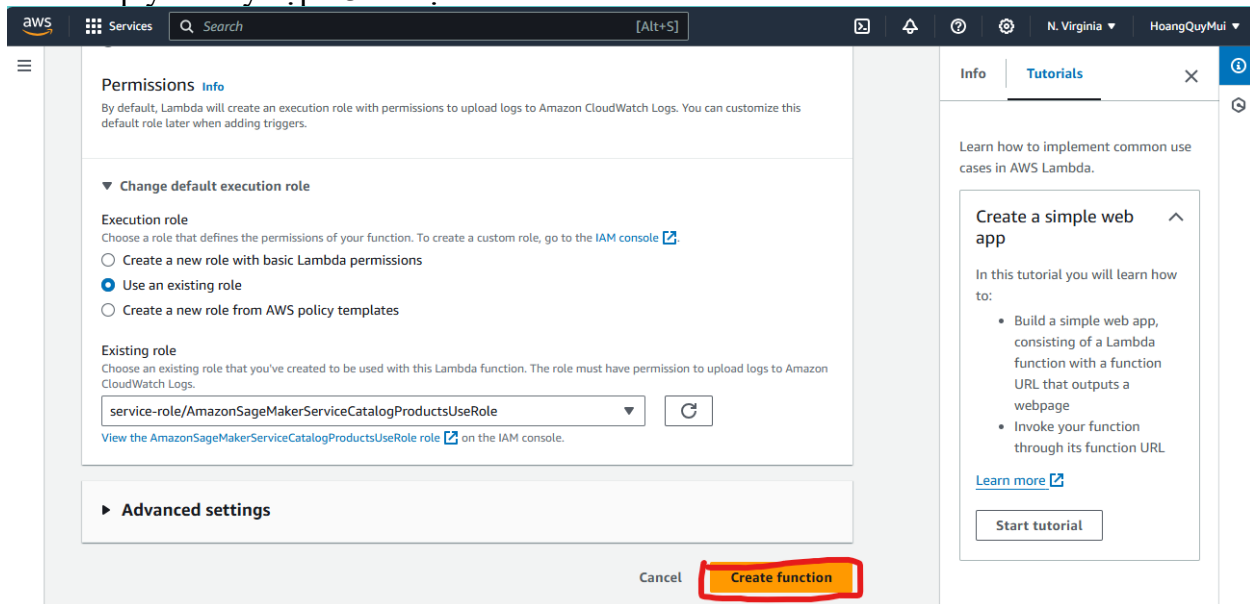 aws
Services
Search
[Alt+S]
N. Virginia ▼
HoangQuyMui ▼
Permissions Info
By default, Lambda will create an execution role with permissions to upload logs to Amazon CloudWatch Logs. You can customize this
default role later when adding triggers.
▼ Change default execution role
Execution role
Choose a role that defines the permissions of your function. To create a custom role, go to the IAM console.
Create a new role with basic Lambda permissions
Use an existing role
Create a new role from AWS policy templates
Existing role
Choose an existing role that you've created to be used with this Lambda function. The role must have permission to upload logs to Amazon
CloudWatch Logs.
service-role/AmazonSageMakerServiceCatalogProductsUseRole
View the AmazonSageMakerServiceCatalogProductsUseRole role on the IAM console.
Advanced settings
Cancel
Create function
Info
Tutorials
Learn how to implement common use
cases in AWS Lambda.
Create a simple web
app
In this tutorial you will learn how
to:
• Build a simple web app,
consisting of a Lambda
function with a function
URL that outputs a
webpage
• Invoke your function
through its function URL
Learn more
Start tutorial